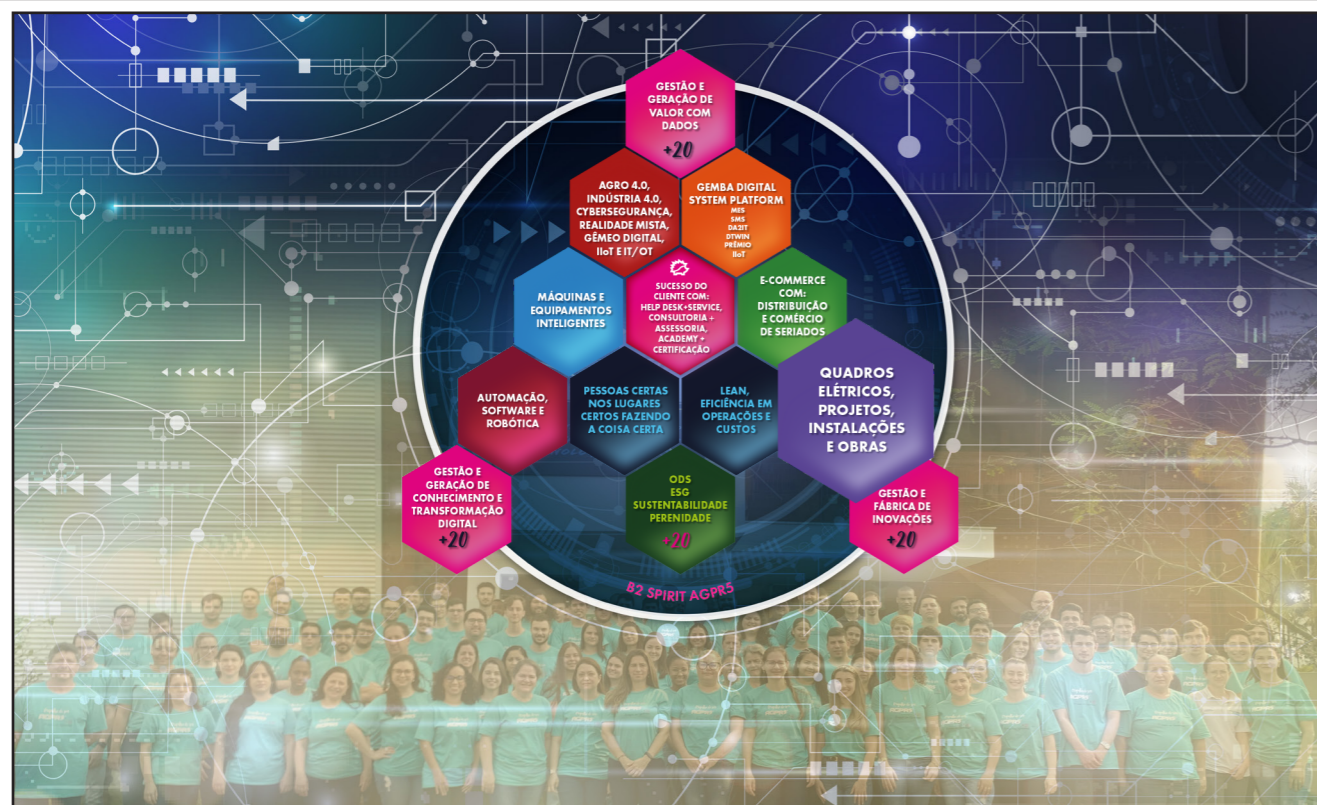 GESTÃO E
GERAÇÃO DE
VALOR COM
DADOS
+20
AGRO 4.0,
INDÚSTRIA 4.0,
CYBERSEGURANÇA,
REALIDADE MISTA,
GÊMEO DIGITAL,
IIoT E IT/OT
GEMBA DIGITAL
SYSTEM PLATFORM
MES
SMS
DA2IT
DTWIN
PRÊMIO
IIoT
MÁQUINAS E
EQUIPAMENTOS
INTELIGENTES
SUCESSO DO
CLIENTE COM:
HELP DESK+SERVICE,
CONSULTORIA +
ASSESSORIA,
ACADEMY +
CERTIFICAÇÃO
E-COMMERCE
COM:
DISTRIBUIÇÃO
E COMÉRCIO
DE SERIADOS
AUTOMAÇÃO,
SOFTWARE E
ROBÓTICA
PESSOAS CERTAS
NOS LUGARES
CERTOS FAZENDO
A COISA CERTA
LEAN,
EFICIÊNCIA EM
OPERAÇÕES E
CUSTOS
QUADROS
ELÉTRICOS,
PROJETOS,
INSTALAÇÕES
E OBRAS
GESTÃO E
GERAÇÃO DE
CONHECIMENTO E
TRANSFORMAÇÃO
DIGITAL
+20
ODS
ESG
SUSTENTABILIDADE
PERENIDADE
+20
GESTÃO E
FÁBRICA DE
INOVAÇÕES
+20
B2 SPIRIT AGPR5